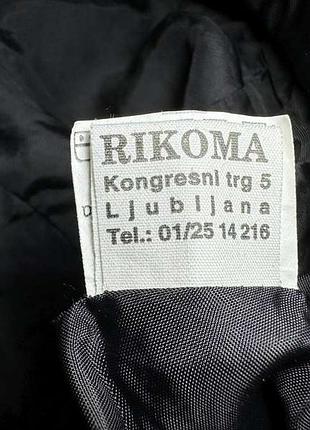 RIKOMA
Kongresni trg 5
Ljubljana
Tel.: 01/25 14 216